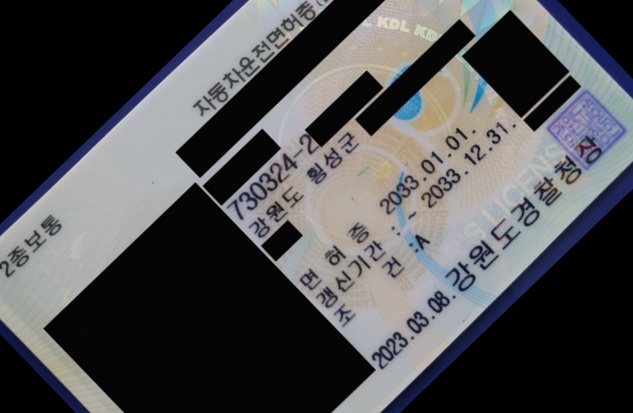 자동차운전면허증
2종보통
730324-2
강원도 횡성군
면 허 증
갱신기간 : 2033.01.01.
~ 2033.12.31.
조 건 :A
2023.03.08. 강원도경찰청장
KDL KDL
S LICENS